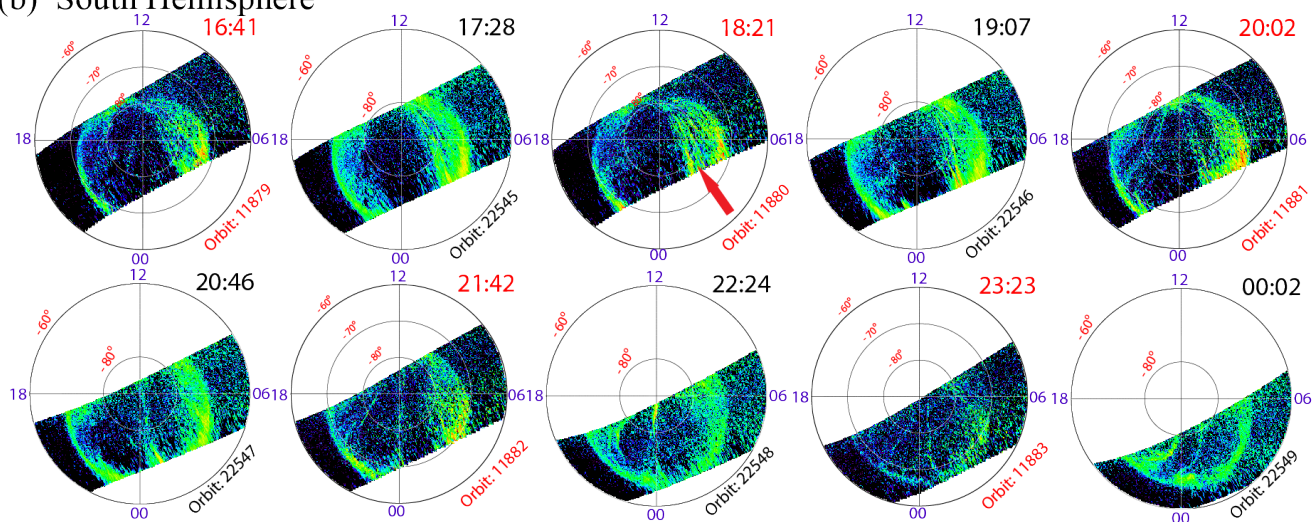 (b) South Hemisphere
12 16:41 12 17:28 12 18:21 12 19:07 12 20:02
-60° -70° -80° -60° -80° -60° -70° -80° -60° -80° -60° -70° -80°
18 06 18 06 18 06 18 06 18 06
00 00 00 00 00
Orbit: 11879 Orbit: 22545 Orbit: 11880 Orbit: 22546 Orbit: 11881
12 20:46 12 21:42 12 22:24 12 23:23 12 00:02
-60° -80° -60° -70° -80° -60° -80° -60° -70° -80° -60° -80°
18 06 18 06 18 06 18 06 18 06
00 00 00 00 00
Orbit: 22547 Orbit: 11882 Orbit: 22548 Orbit: 11883 Orbit: 22549